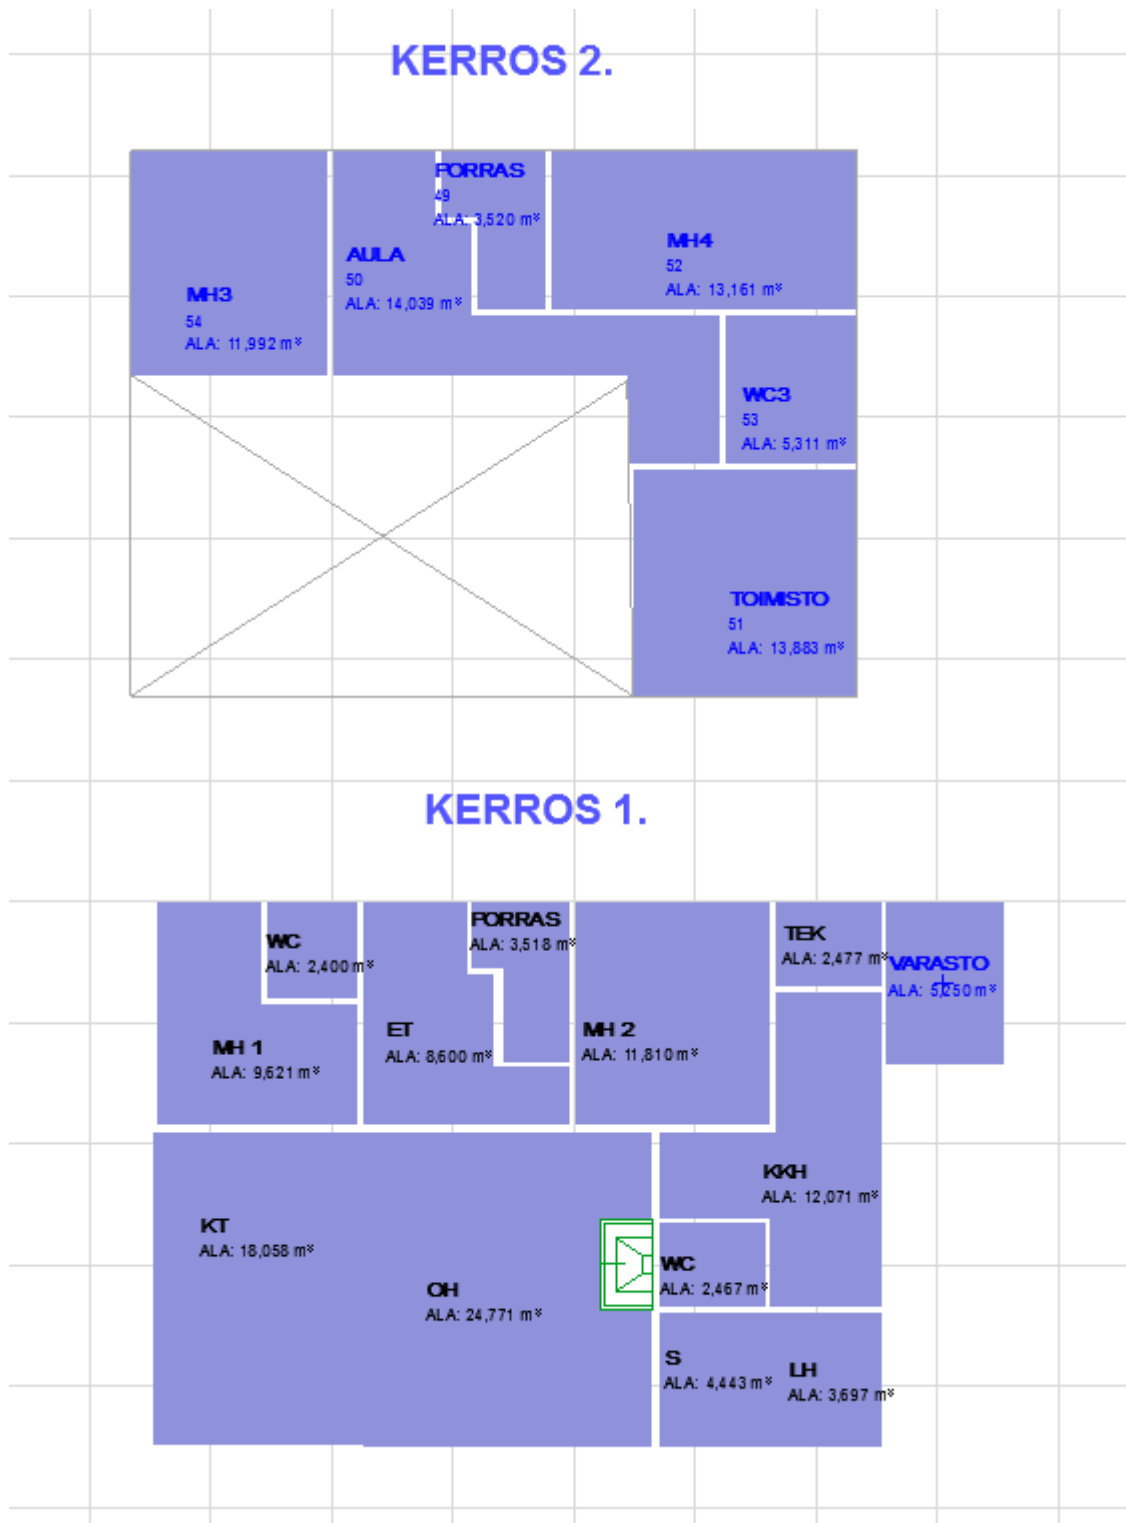 KERROS 2.
PORRAS
49
ALA: 3,520 m²
MH4
52
ALA: 13,161 m²
AULA
50
ALA: 14,039 m²
MH3
54
ALA: 11,992 m²
WC3
53
ALA: 5,311 m²
TOIMISTO
51
ALA: 13,883 m²
KERROS 1.
PORRAS
ALA: 3,518 m²
WC
ALA: 2,400 m²
TEK
ALA: 2,477 m²
VARASTO
ALA: 5,250 m²
MH 1
ALA: 9,621 m²
ET
ALA: 8,600 m²
MH 2
ALA: 11,810 m²
KKH
ALA: 12,071 m²
KT
ALA: 18,058 m²
OH
ALA: 24,771 m²
WC
ALA: 2,467 m²
S
ALA: 4,443 m²
LH
ALA: 3,697 m²